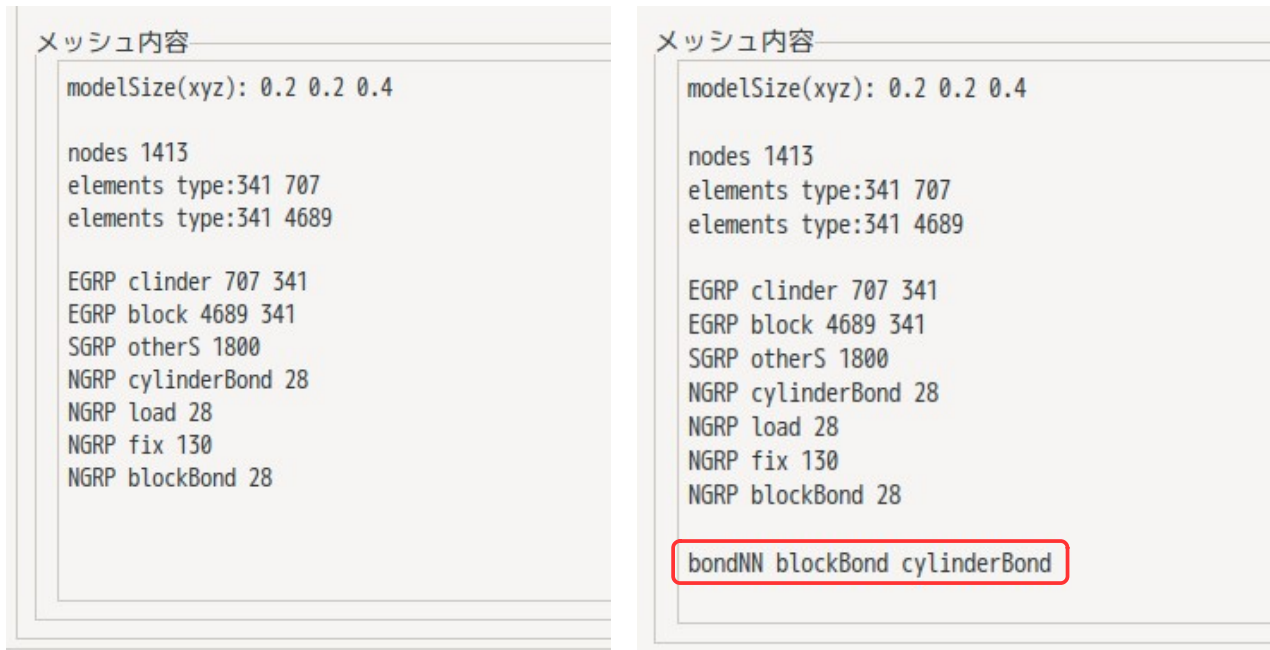 メッシュ内容
modelSize(xyz): 0.2 0.2 0.4
nodes 1413
elements type:341 707
elements type:341 4689
EGRP clinder 707 341
EGRP block 4689 341
SGRP otherS 1800
NGRP cylinderBond 28
NGRP load 28
NGRP fix 130
NGRP blockBond 28
メッシュ内容
modelSize(xyz): 0.2 0.2 0.4
nodes 1413
elements type:341 707
elements type:341 4689
EGRP clinder 707 341
EGRP block 4689 341
SGRP otherS 1800
NGRP cylinderBond 28
NGRP load 28
NGRP fix 130
NGRP blockBond 28
bondNN blockBond cylinderBond